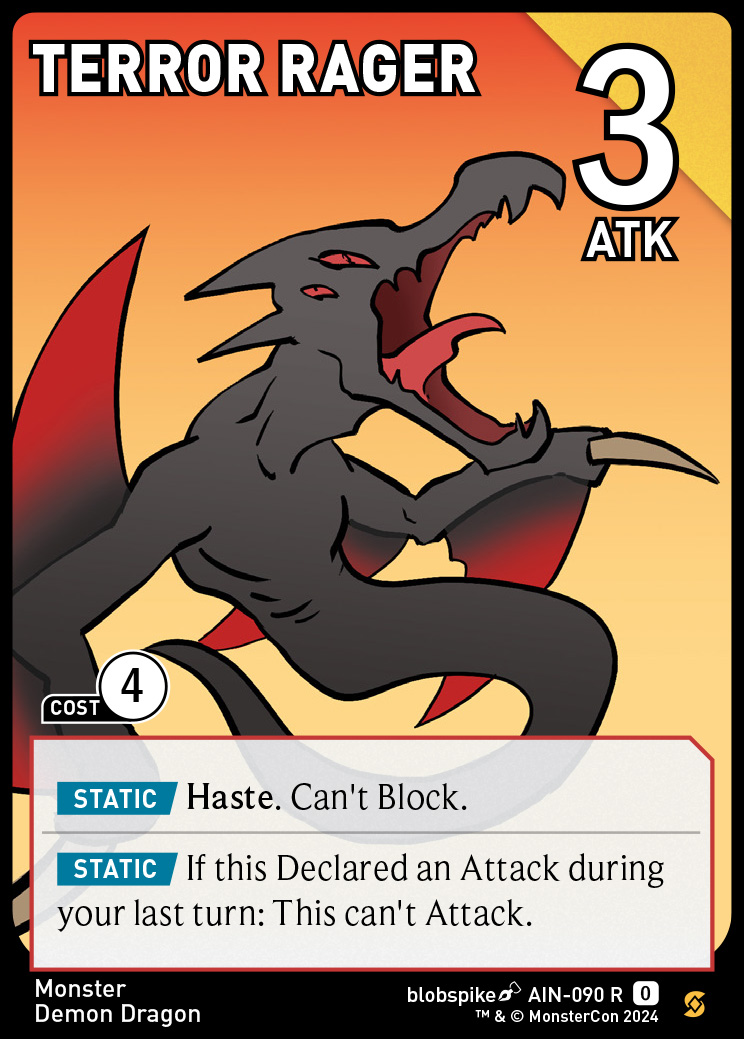 TERROR RAGER
3
ATK
COST 4
STATIC Haste. Can't Block.
STATIC If this Declared an Attack during
your last turn: This can't Attack.
Monster
Demon Dragon
blobspike AIN-090 R 0
™ & © MonsterCon 2024